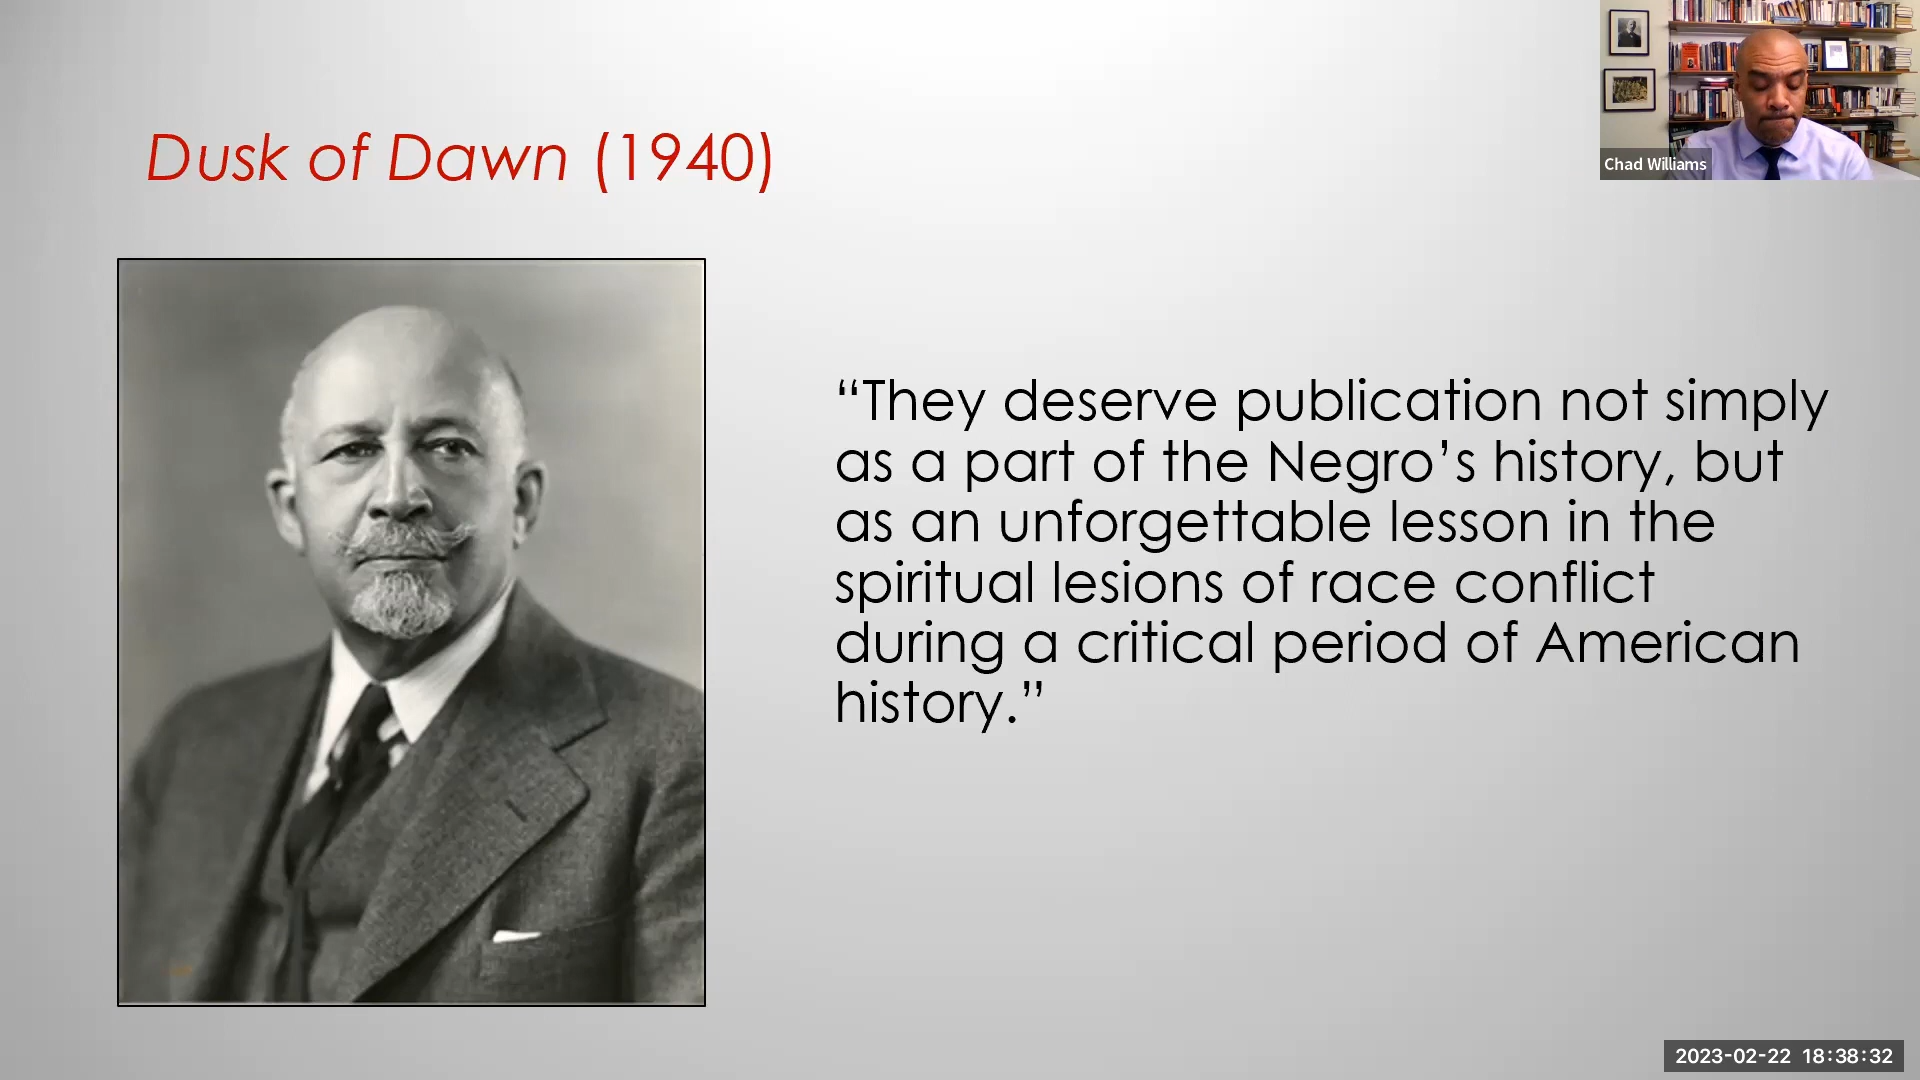 Dusk of Dawn (1940)
Chad Williams
“They deserve publication not simply
as a part of the Negro’s history, but
as an unforgettable lesson in the
spiritual lesions of race conflict
during a critical period of American
history.”
2023-02-22 18:38:32